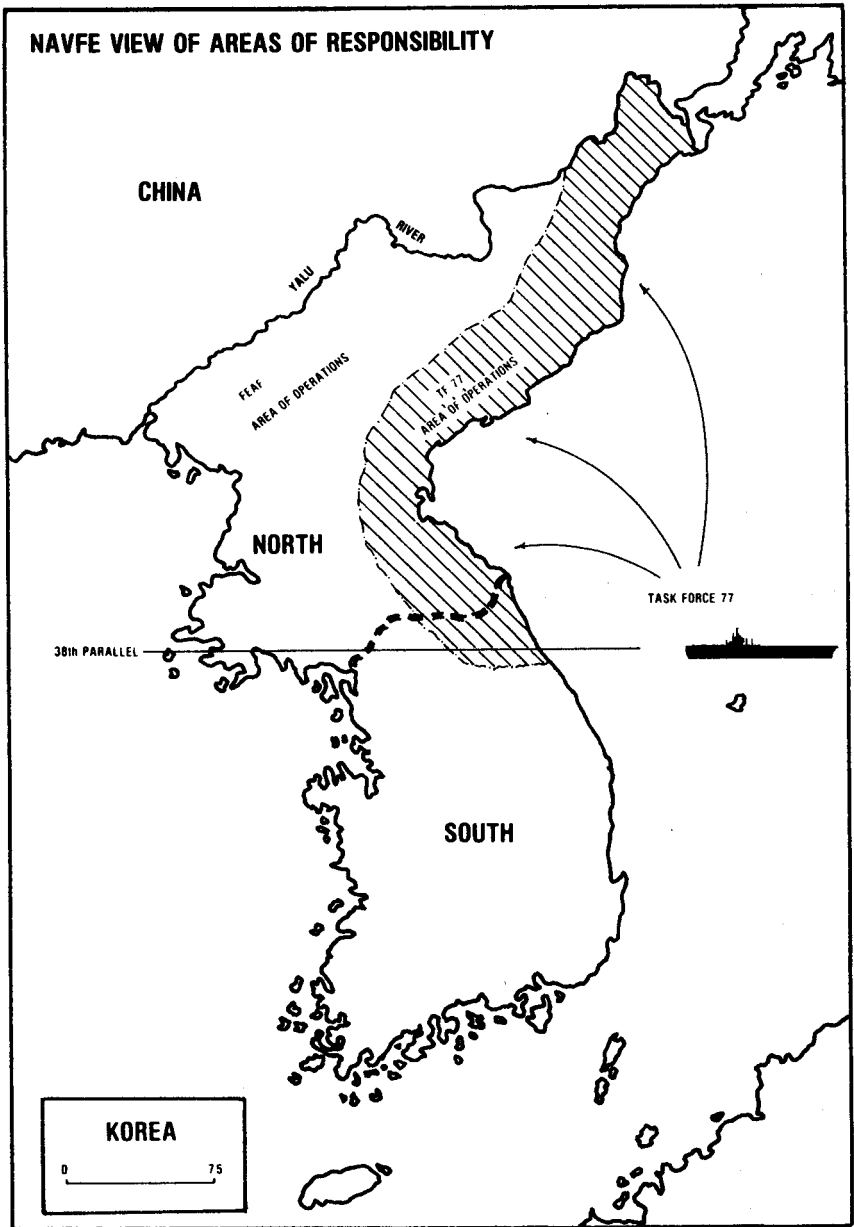 NAVFE VIEW OF AREAS OF RESPONSIBILITY
CHINA
YALU
RIVER
FEAF
AREA OF OPERATIONS
TF 77
AREA OF OPERATIONS
NORTH
TASK FORCE 77
38th PARALLEL
SOUTH
KOREA
0 75